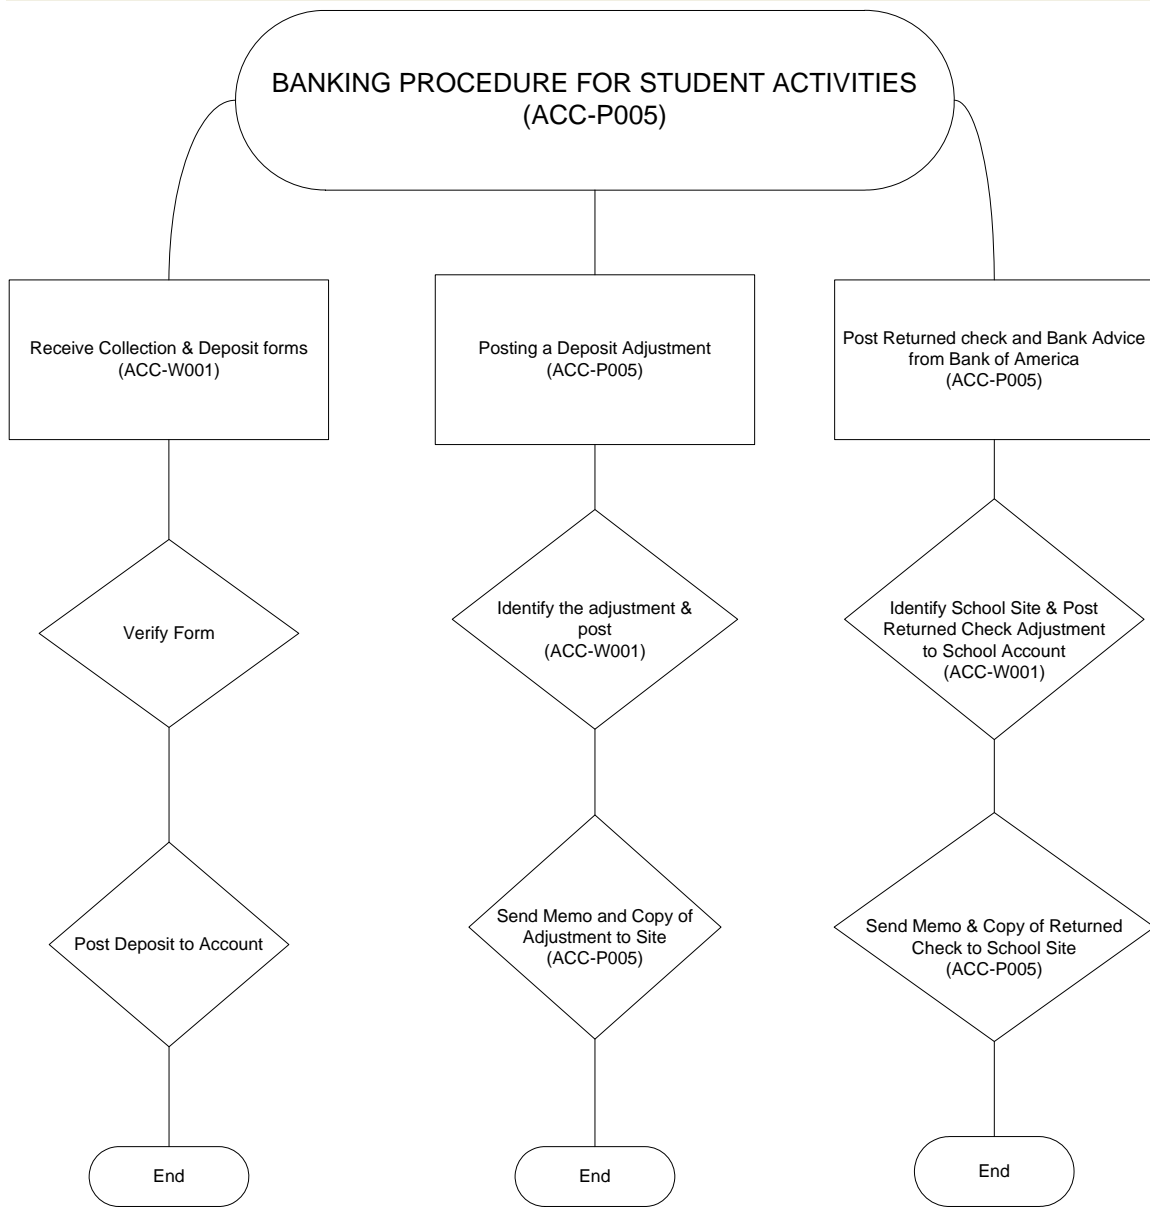 BANKING PROCEDURE FOR STUDENT ACTIVITIES
(ACC-P005)
Receive Collection & Deposit forms
(ACC-W001)
Verify Form
Post Deposit to Account
End
Posting a Deposit Adjustment
(ACC-P005)
Identify the adjustment &
post
(ACC-W001)
Send Memo and Copy of
Adjustment to Site
(ACC-P005)
End
Post Returned check and Bank Advice
from Bank of America
(ACC-P005)
Identify School Site & Post
Returned Check Adjustment
to School Account
(ACC-W001)
Send Memo & Copy of Returned
Check to School Site
(ACC-P005)
End